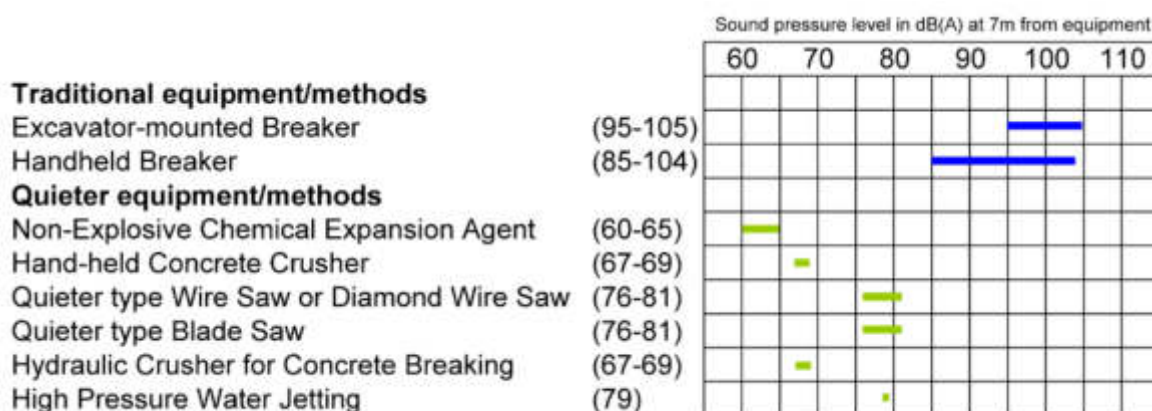 Sound pressure level in dB(A) at 7m from equipment
60 70 80 90 100 110
Traditional equipment/methods
Excavator-mounted Breaker (95-105)
Handheld Breaker (85-104)
Quieter equipment/methods
Non-Explosive Chemical Expansion Agent (60-65)
Hand-held Concrete Crusher (67-69)
Quieter type Wire Saw or Diamond Wire Saw (76-81)
Quieter type Blade Saw (76-81)
Hydraulic Crusher for Concrete Breaking (67-69)
High Pressure Water Jetting (79)